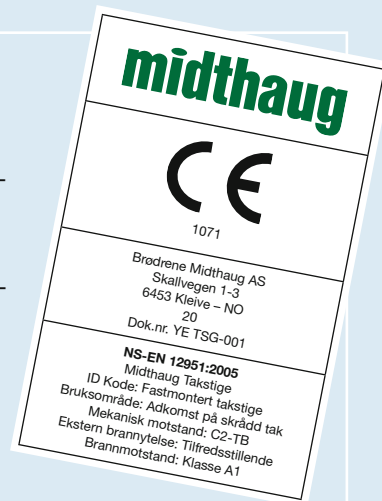 midthaug
CE
1071
Brødrene Midthaug AS
Skallvegen 1-3
6453 Kleive – NO
20
Dok.nr. YE TSG-001
NS-EN 12951:2005
Midthaug Takstige
ID Kode: Fastmontert takstige
Bruksområde: Adkomst på skrådd tak
Mekanisk motstand: C2-TB
Ekstern brannytelse: Tilfredsstillende
Brannmotstand: Klasse A1